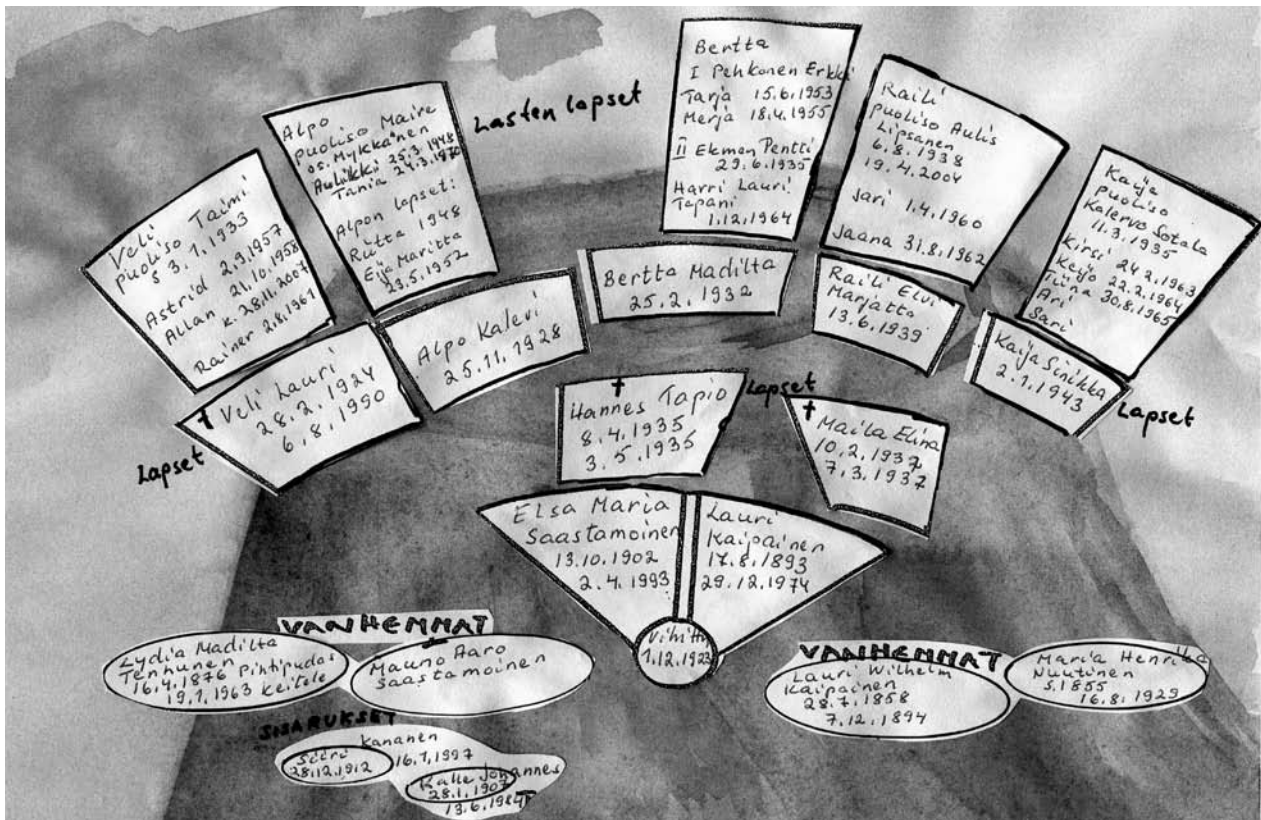 Lasten lapset
Veli
puoliso Taimi
s 3.1.1933
Astrid 2.9.1957
Allan 21.10.1958
k. 28.11.2007
Rainer 2.8.1961
Alpo
puoliso Maire
os. Mykkänen
Aulikki 25.3.1948
Tania 24.3.1970
Alpon lapset:
Riitta 1948
Eija Maritta
23.5.1952
Bertta
I Pehkonen Erkki
Tarja 15.6.1953
Merja 18.4.1955
II Ekman Pentti
29.6.1935
Harri Lauri
Tapani
1.12.1964
Raili
puoliso Aulis
Lipsanen
6.8.1938
19.4.2004
Jari 1.4.1960
Jaana 31.8.1962
Kaija
puoliso
Kalervo Sotala
11.3.1935
Kirsi 24.2.1963
Keijo 22.2.1964
Tiina 30.8.1965
Ari
Sari
Lapset
† Veli Lauri
28.2.1924
6.8.1990
Alpo Kalevi
25.11.1928
Bertta Madilta
25.2.1932
Raili Elvi
Marjatta
13.6.1939
Kaija Sinikka
2.1.1943
Lapset
†
Hannes Tapio
8.4.1935
3.5.1935
Lapset
† Maila Elina
10.2.1937
7.3.1937
Elsa Maria
Saastamoinen
13.10.1902
2.4.1993
Lauri
Kaipainen
17.8.1893
29.12.1974
Vihitty
1.12.1923
VANHEMMAT
Lydia Madilta
Tenhunen
16.4.1876 Pihtipudas
19.1.1963 Keitele
Mauno Aaro
Saastamoinen
SISARUKSET
Siiri Kananen
28.12.1912 16.1.1997
Kalle Johannes
28.1.1907
13.6.1984
VANHEMMAT
Lauri Wilhelm
Kaipainen
28.7.1858
7.12.1894
Maria Henrika
Nuutinen
s.1855
16.8.1929